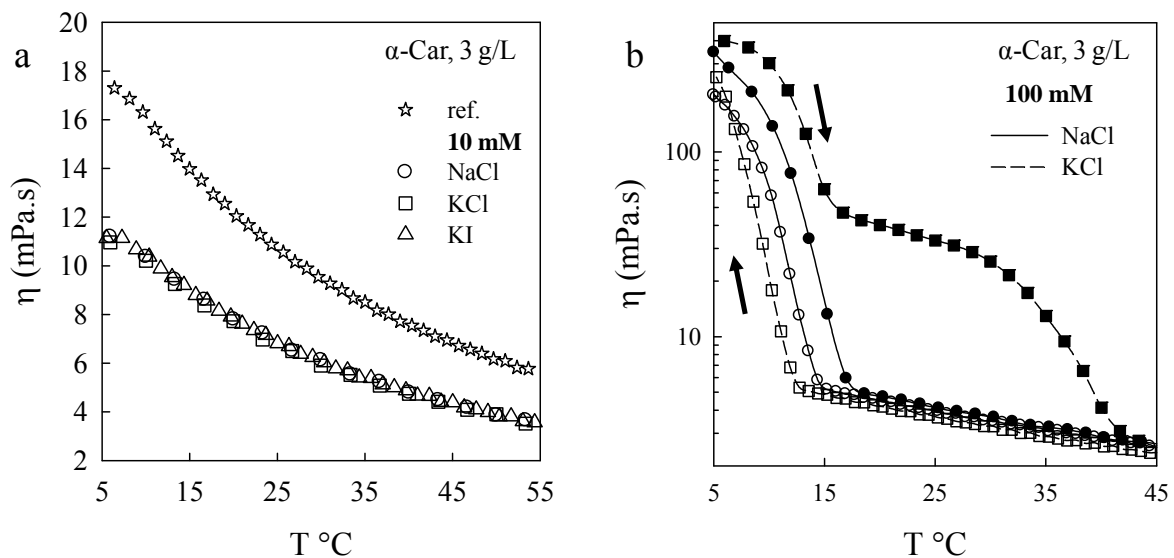 a
α-Car, 3 g/L
ref.
10 mM
NaCl
KCl
KI
20
18
16
14
12
10
8
6
4
2
η (mPa.s)
5
15
25
35
45
55
T °C
b
α-Car, 3 g/L
100 mM
NaCl
KCl
100
10
η (mPa.s)
5
15
25
35
45
T °C